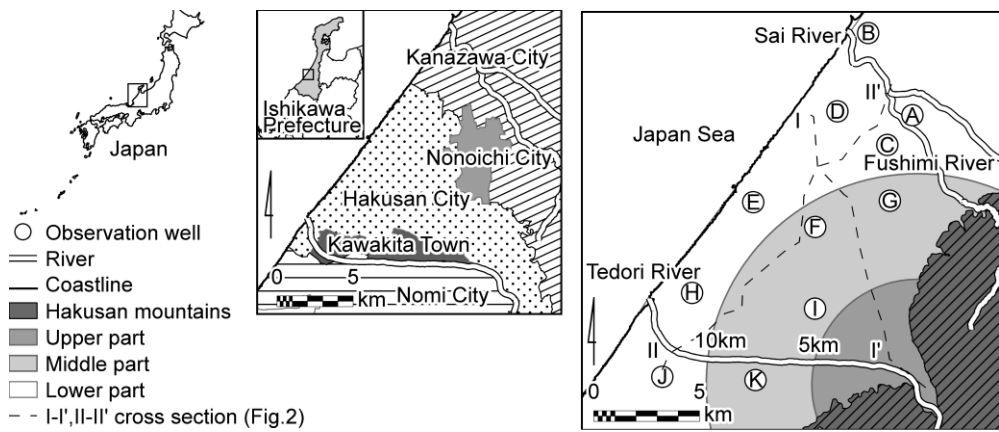 Japan
Observation well
River
Coastline
Hakusan mountains
Upper part
Middle part
Lower part
I-I',II-II' cross section (Fig.2)
Ishikawa
Prefecture
Kanazawa City
Nonoichi City
Hakusan City
Kawakita Town
0 5
km
Nomi City
Sai River
B
II'
I
D
A
Japan Sea
C
Fushimi River
E
G
F
Tedori River
H
I
10km
5km
I'
II
J
K
0 5
km